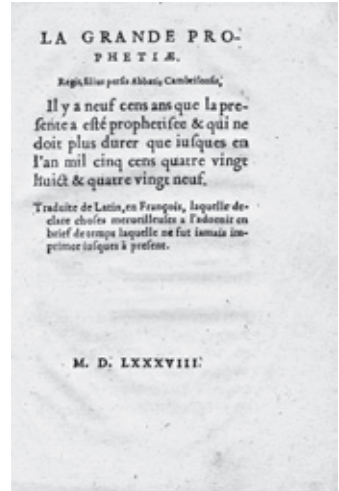 LA GRANDE PRO-
PHETIÆ.
Regis, filius persis Abbatis Cambrisensis,
Il y a neuf cens ans que la pre-
sente a esté prophetisee & qui ne
doit plus durer que iusques en
l'an mil cinq cens quatre vingt
huict & quatre vingt neuf.
Traduite de Latin, en François, laquelle de-
clare choses merueilleuses a l'aduenir en
brief de temps laquelle ne fut iamais im-
primee iusques à present.
M. D. LXXXVIII.